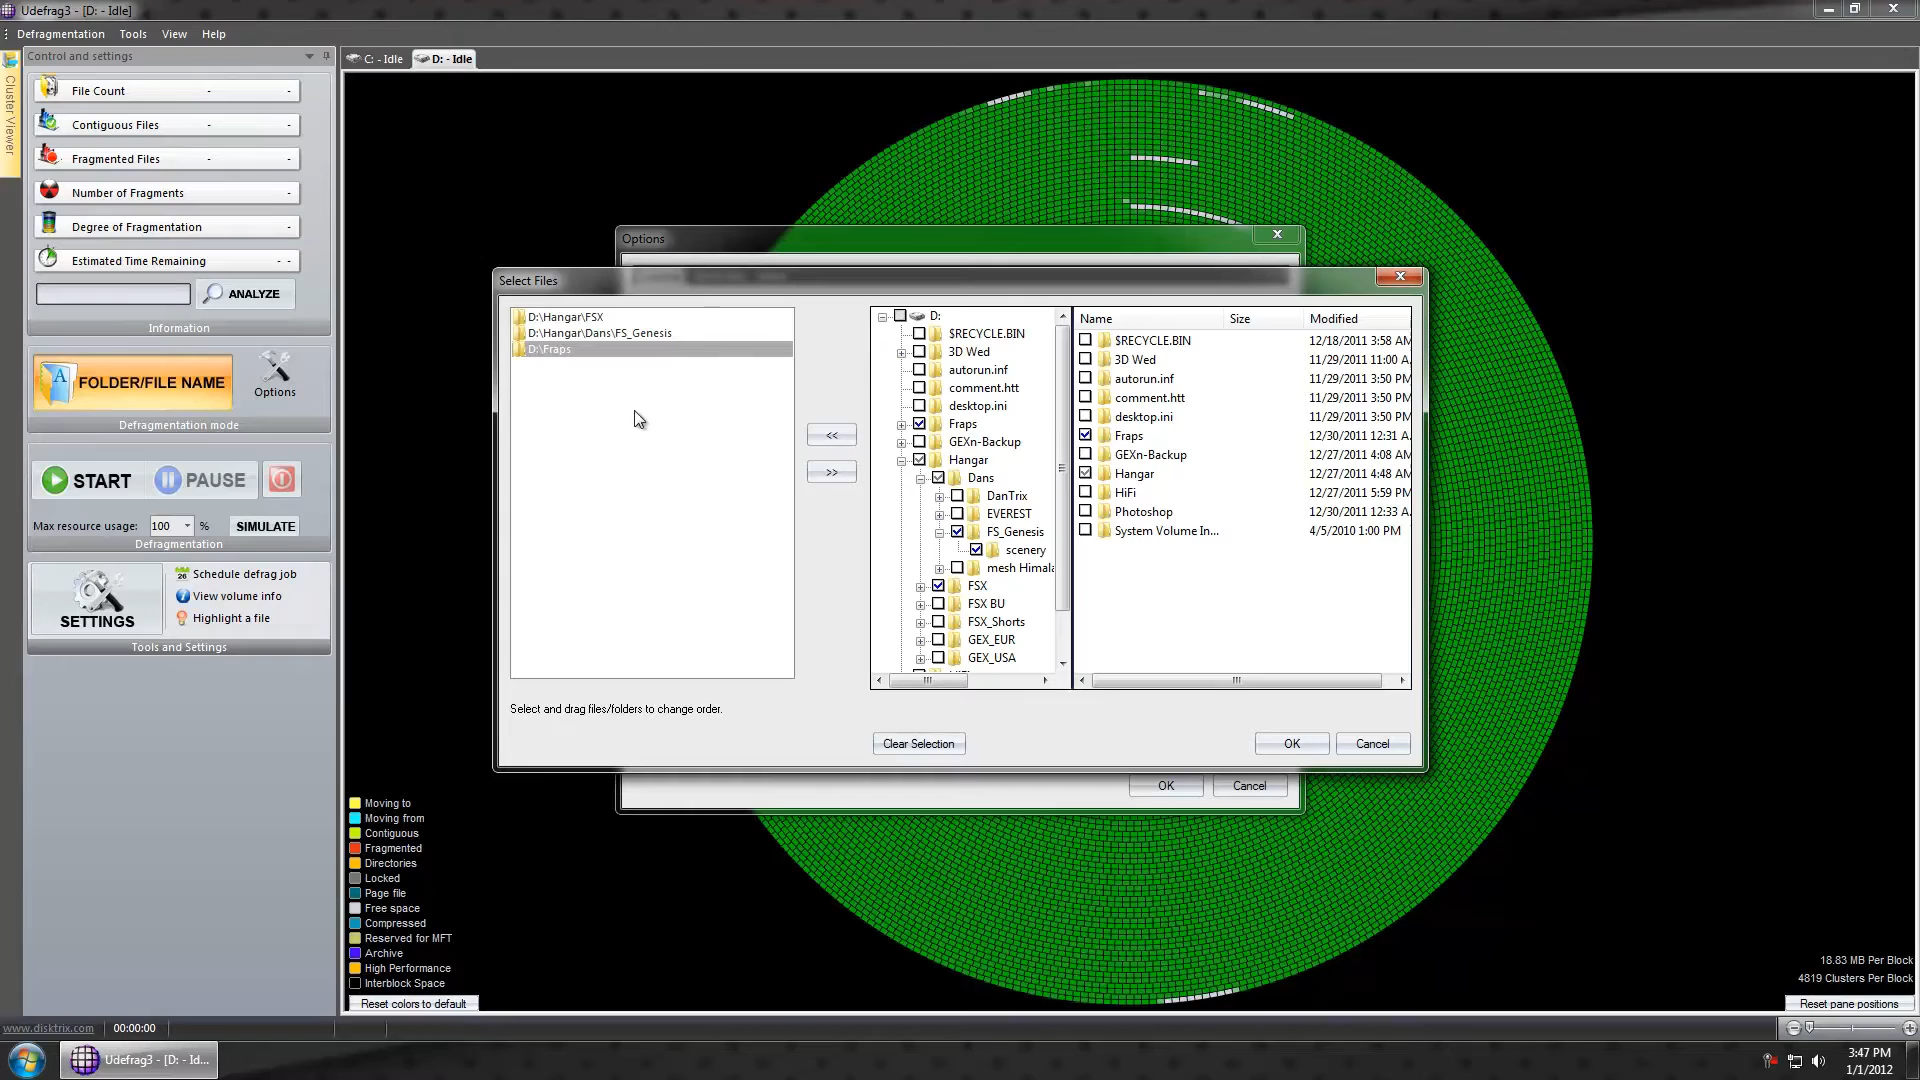 Udefrag3 - [D: - Idle]
Defragmentation Tools View Help
Control and settings
Cluster Viewer
File Count - -
Contiguous Files - -
Fragmented Files - -
Number of Fragments -
Degree of Fragmentation -
Estimated Time Remaining - -
ANALYZE
Information
FOLDER/FILE NAME
Options
Defragmentation mode
START PAUSE
Max resource usage: 100 % SIMULATE
Defragmentation
SETTINGS
Schedule defrag job
View volume info
Highlight a file
Tools and Settings
C: - Idle D: - Idle
Options
Select Files
D:\Hangar\FSX
D:\Hangar\Dans\FS_Genesis
D:\Fraps
<<
>>
D:
$RECYCLE.BIN
3D Wed
autorun.inf
comment.htt
desktop.ini
Fraps
GEXn-Backup
Hangar
Dans
DanTrix
EVEREST
FS_Genesis
scenery
mesh Himala
FSX
FSX BU
FSX_Shorts
GEX_EUR
GEX_USA
Name Size Modified
$RECYCLE.BIN 12/18/2011 3:58 AM
3D Wed 11/29/2011 11:00 A.
autorun.inf 11/29/2011 3:50 PM
comment.htt 11/29/2011 3:50 PM
desktop.ini 11/29/2011 3:50 PM
Fraps 12/30/2011 12:31 A.
GEXn-Backup 12/27/2011 4:08 AM
Hangar 12/27/2011 4:48 AM
HiFi 12/27/2011 5:59 PM
Photoshop 12/30/2011 12:33 A.
System Volume In... 4/5/2010 1:00 PM
Select and drag files/folders to change order.
Clear Selection OK Cancel
OK Cancel
Moving to
Moving from
Contiguous
Fragmented
Directories
Locked
Page file
Free space
Compressed
Reserved for MFT
Archive
High Performance
Interblock Space
Reset colors to default
18.83 MB Per Block
4819 Clusters Per Block
Reset pane positions
www.disktrix.com 00:00:00
Udefrag3 - [D: - Id...
3:47 PM
1/1/2012